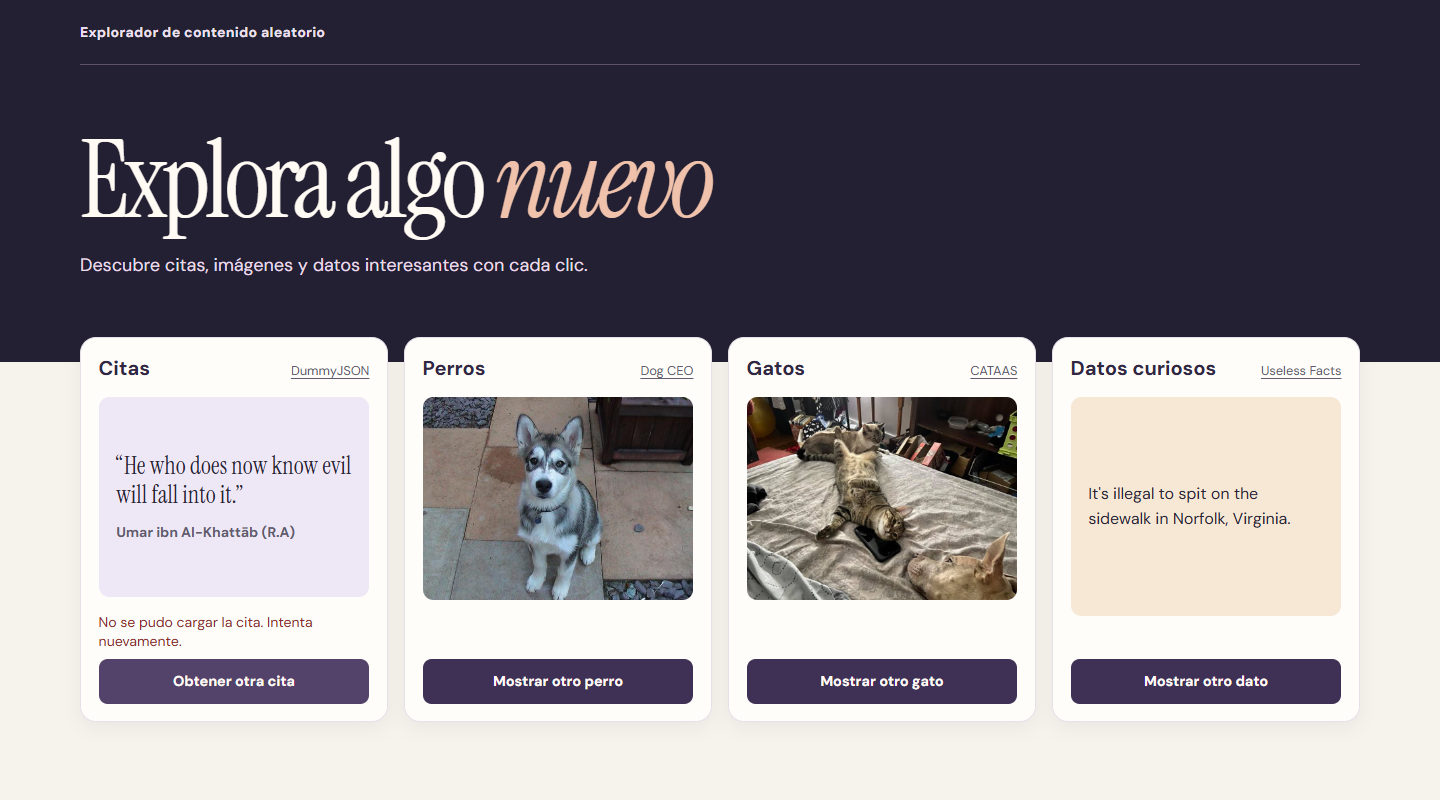 Explorador de contenido aleatorio
Explora algo nuevo
Descubre citas, imágenes y datos interesantes con cada clic.
Citas
DummyJSON
“He who does now know evil
will fall into it.”
Umar ibn Al-Khattāb (R.A)
No se pudo cargar la cita. Intenta
nuevamente.
Obtener otra cita
Perros
Dog CEO
Mostrar otro perro
Gatos
CATAAS
Mostrar otro gato
Datos curiosos
Useless Facts
It's illegal to spit on the
sidewalk in Norfolk, Virginia.
Mostrar otro dato